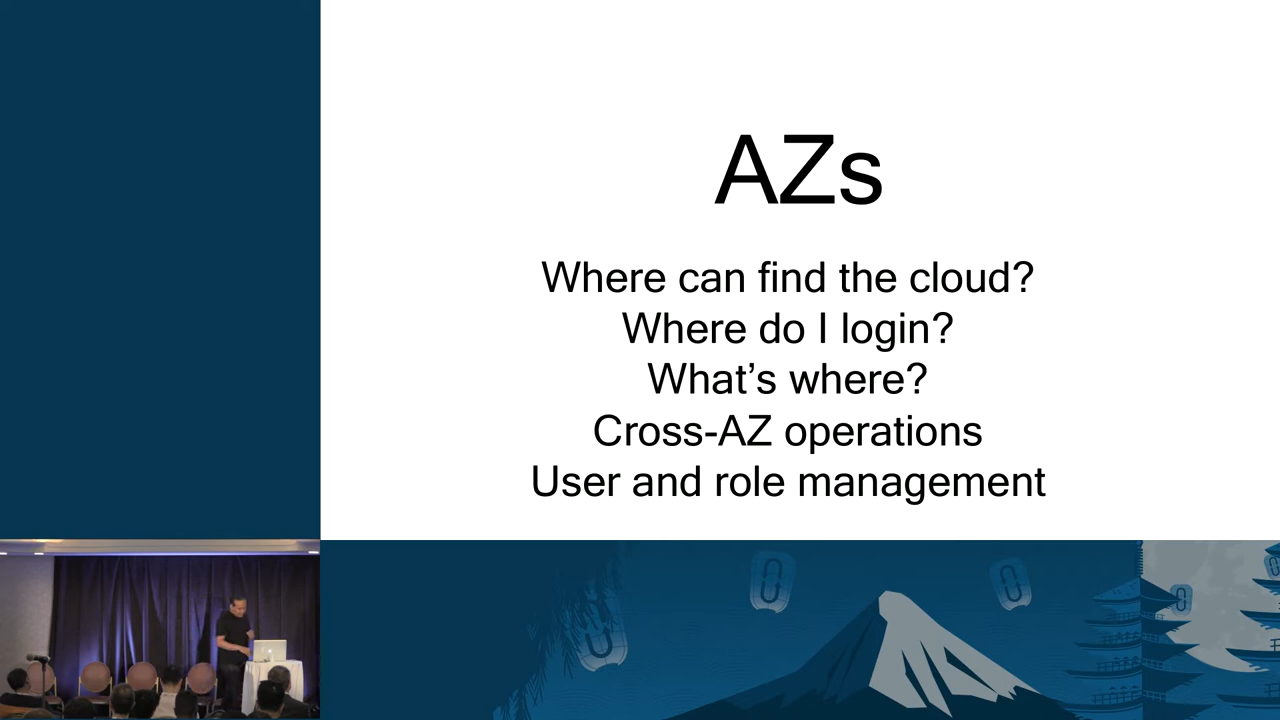 AZs
Where can find the cloud?
Where do I login?
What’s where?
Cross-AZ operations
User and role management